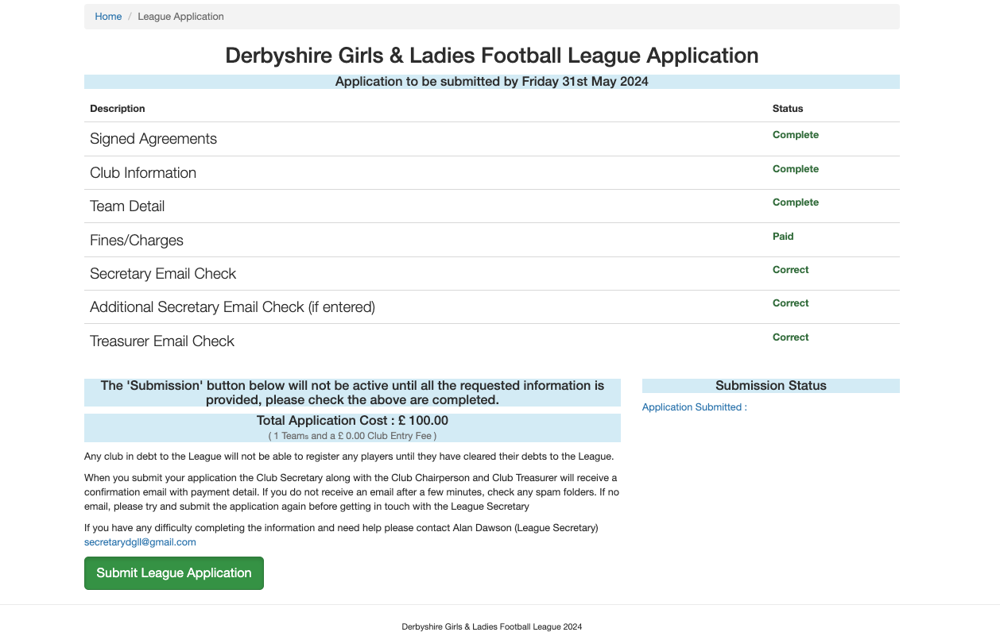 Home / League Application
Derbyshire Girls & Ladies Football League Application
Application to be submitted by Friday 31st May 2024
Description Status
Signed Agreements Complete
Club Information Complete
Team Detail Complete
Fines/Charges Paid
Secretary Email Check Correct
Additional Secretary Email Check (if entered) Correct
Treasurer Email Check Correct
The 'Submission' button below will not be active until all the requested information is
provided, please check the above are completed.
Total Application Cost : £ 100.00
( 1 Teams and a £ 0.00 Club Entry Fee )
Any club in debt to the League will not be able to register any players until they have cleared their debts to the League.
When you submit your application the Club Secretary along with the Club Chairperson and Club Treasurer will receive a
confirmation email with payment detail. If you do not receive an email after a few minutes, check any spam folders. If no
email, please try and submit the application again before getting in touch with the League Secretary
If you have any difficulty completing the information and need help please contact Alan Dawson (League Secretary)
secretarydgll@gmail.com
Submit League Application
Submission Status
Application Submitted :
Derbyshire Girls & Ladies Football League 2024